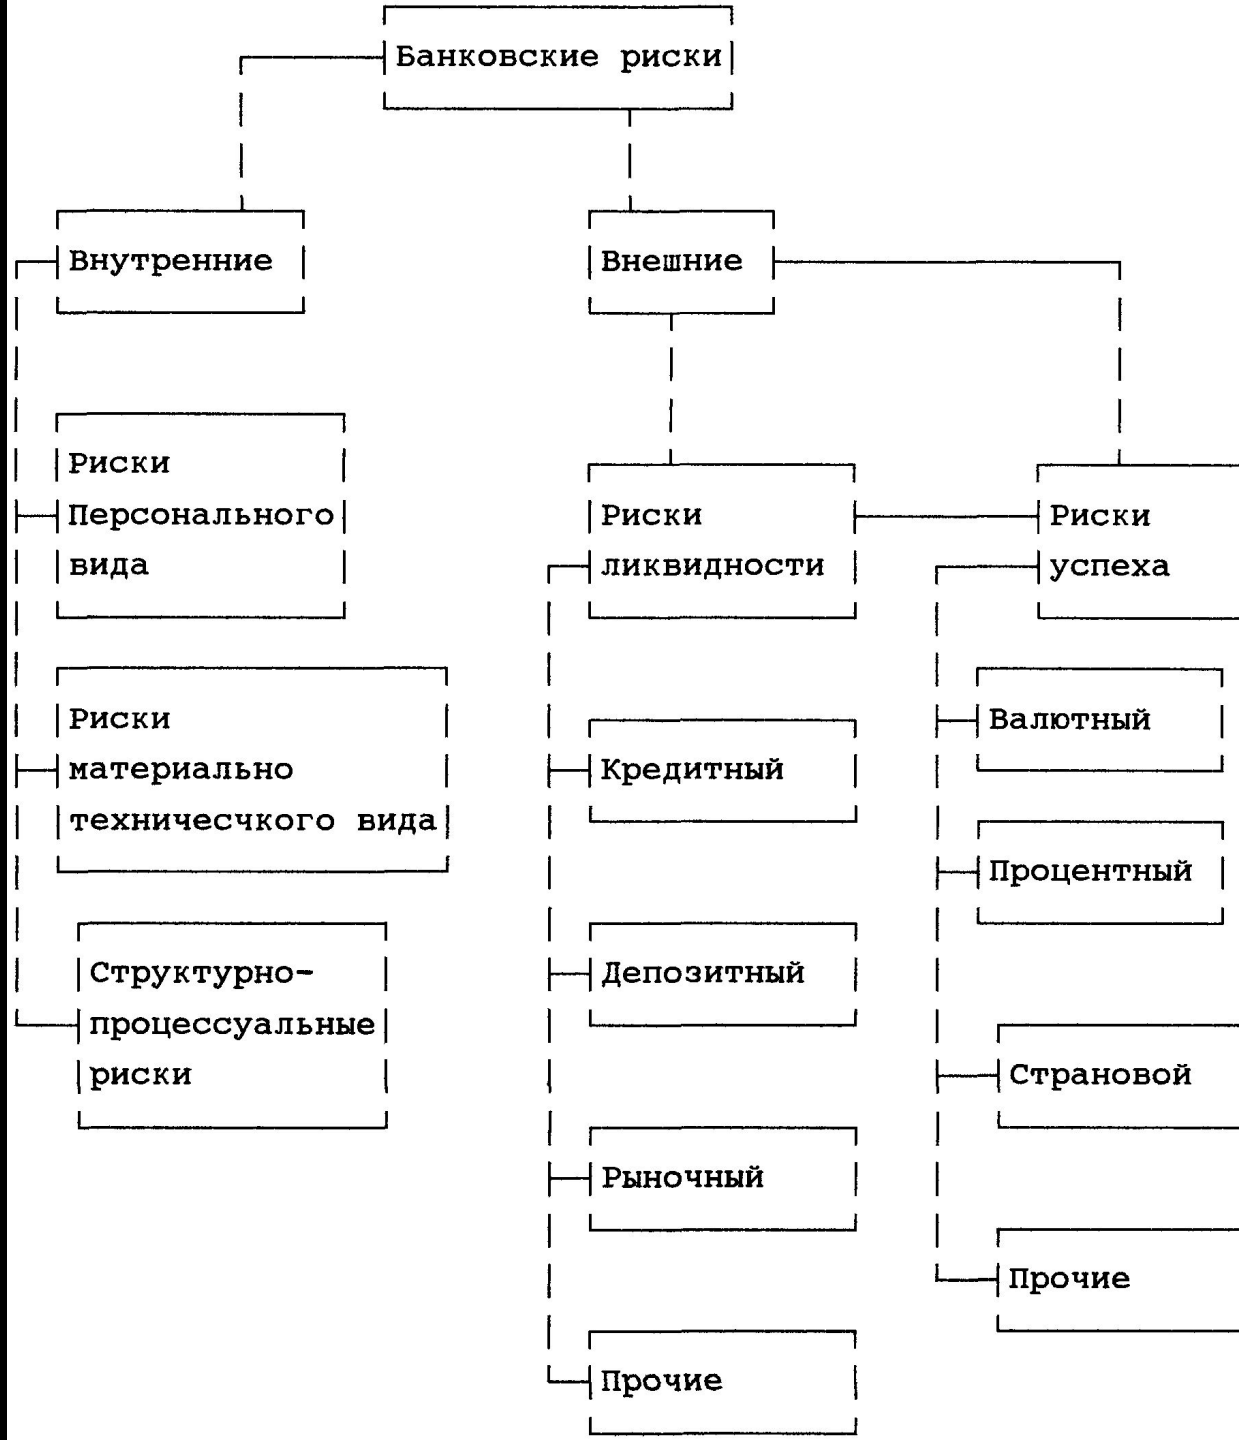 Банковские риски
Внутренние
Внешние
Риски
Персонального
вида
Риски
материально
техничесчкого вида
Структурно-
процессуальные
риски
Риски
ликвидности
Кредитный
Депозитный
Рыночный
Прочие
Риски
успеха
Валютный
Процентный
Страновой
Прочие